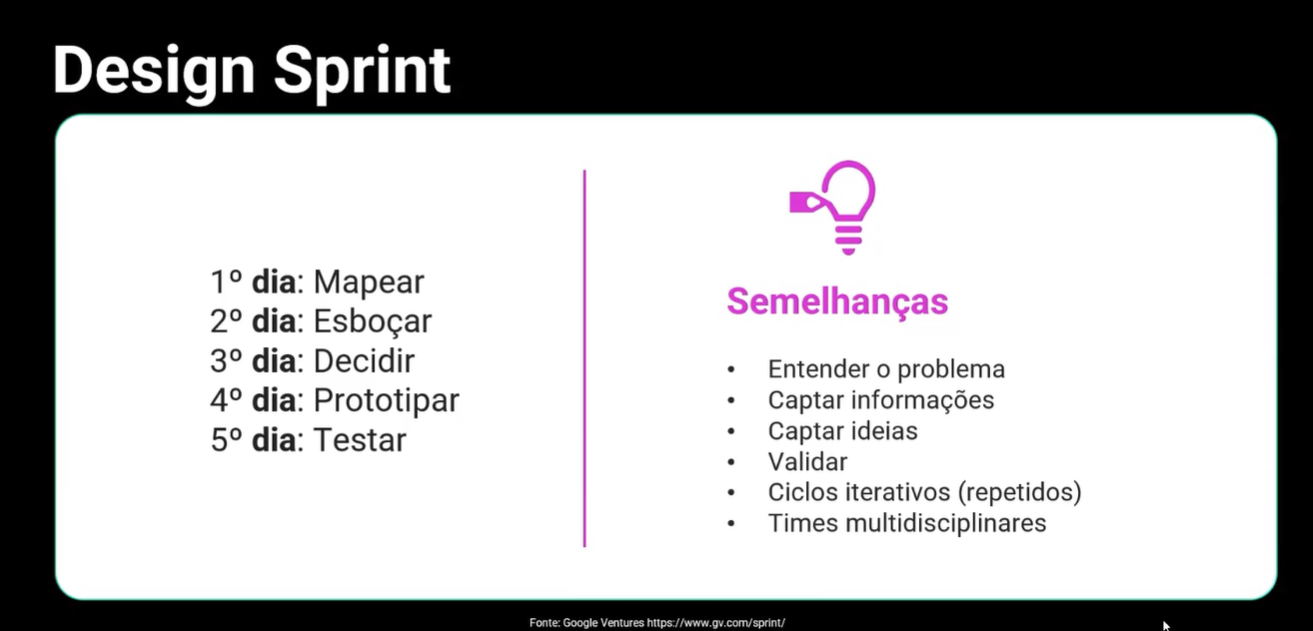 Design Sprint
1º dia: Mapear
2º dia: Esboçar
3º dia: Decidir
4º dia: Prototipar
5º dia: Testar
Semelhanças
• Entender o problema
• Captar informações
• Captar ideias
• Validar
• Ciclos iterativos (repetidos)
• Times multidisciplinares
Fonte: Google Ventures https://www.gv.com/sprint/